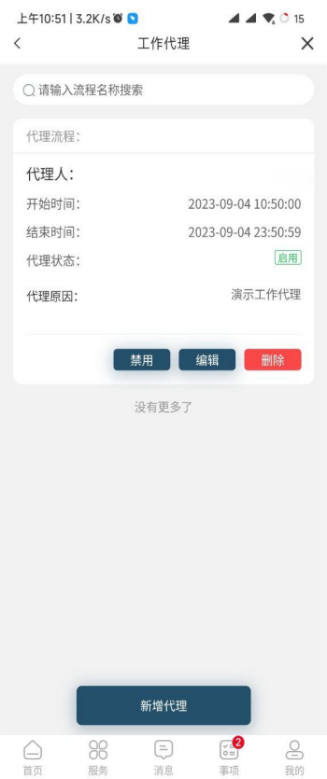 上午10:51 | 3.2K/s
15
工作代理
请输入流程名称搜索
代理流程:
代理人:
开始时间: 2023-09-04 10:50:00
结束时间: 2023-09-04 23:50:59
代理状态: 启用
代理原因: 演示工作代理
禁用 编辑 删除
没有更多了
新增代理
2
首页 服务 消息 事项 我的